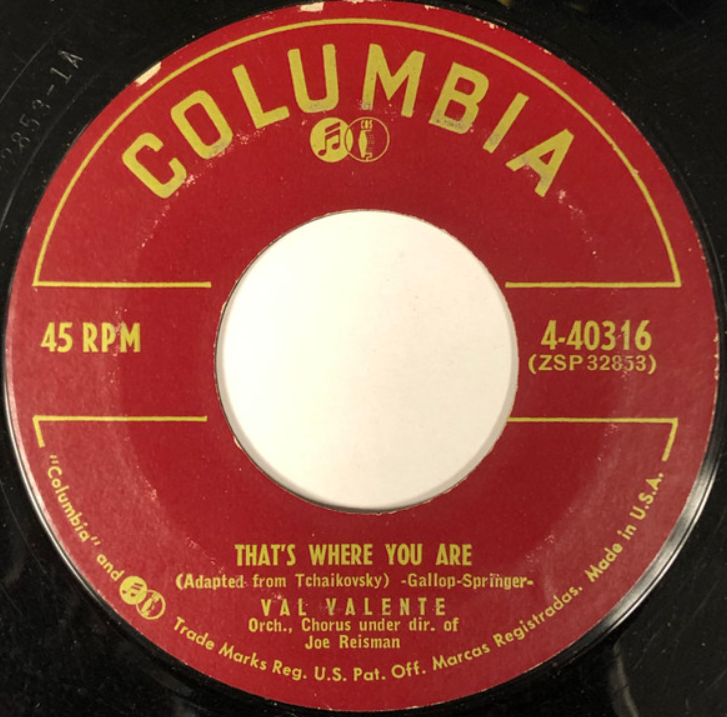 COLUMBIA
CBS
45 RPM
4-40316
(ZSP 32853)
THAT'S WHERE YOU ARE
(Adapted from Tchaikovsky) -Gallop-Springer-
VAL VALENTE
Orch., Chorus under dir. of
Joe Reisman
"Columbia" and Trade Marks Reg. U.S. Pat. Off. Marcas Registradas. Made in U.S.A.